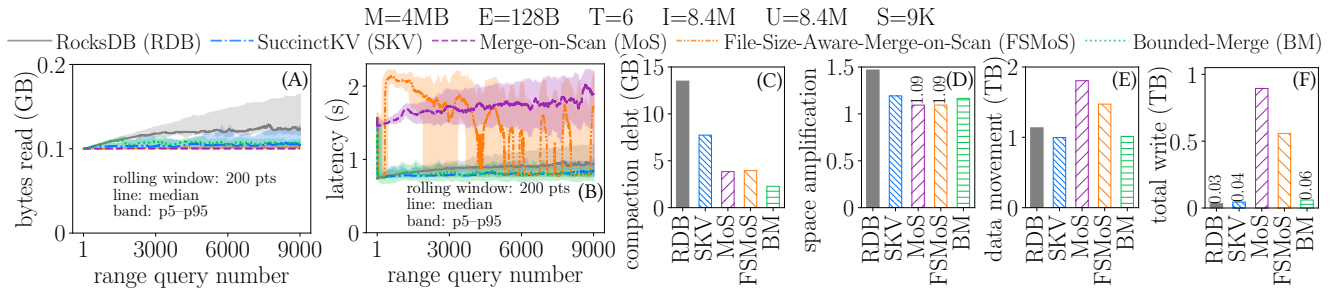 M=4MB E=128B T=6 I=8.4M U=8.4M S=9K
RocksDB (RDB) SuccinctKV (SKV) Merge-on-Scan (MoS) File-Size-Aware-Merge-on-Scan (FSMoS) Bounded-Merge (BM)
bytes read (GB)
0.2
0.1
0
(A)
rolling window: 200 pts
line: median
band: p5–p95
1 3000 6000 9000
range query number
latency (s)
2
1
0
(B)
rolling window: 200 pts
line: median
band: p5–p95
1 3000 6000 9000
range query number
compaction debt (GB)
15
10
5
0
(C)
RDB
SKV
MoS
FSMoS
BM
space amplification
1.5
1
0.5
0
(D)
1.09
1.09
RDB
SKV
MoS
FSMoS
BM
data movement (TB)
2
1
0
(E)
RDB
SKV
MoS
FSMoS
BM
total write (TB)
1
0.5
0
(F)
0.03
0.04
0.06
RDB
SKV
MoS
FSMoS
BM